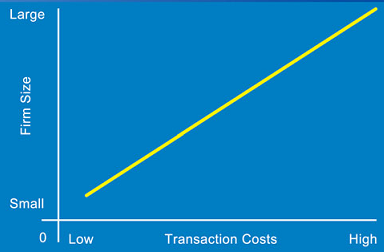 Large
Firm Size
Small
0
Low Transaction Costs High